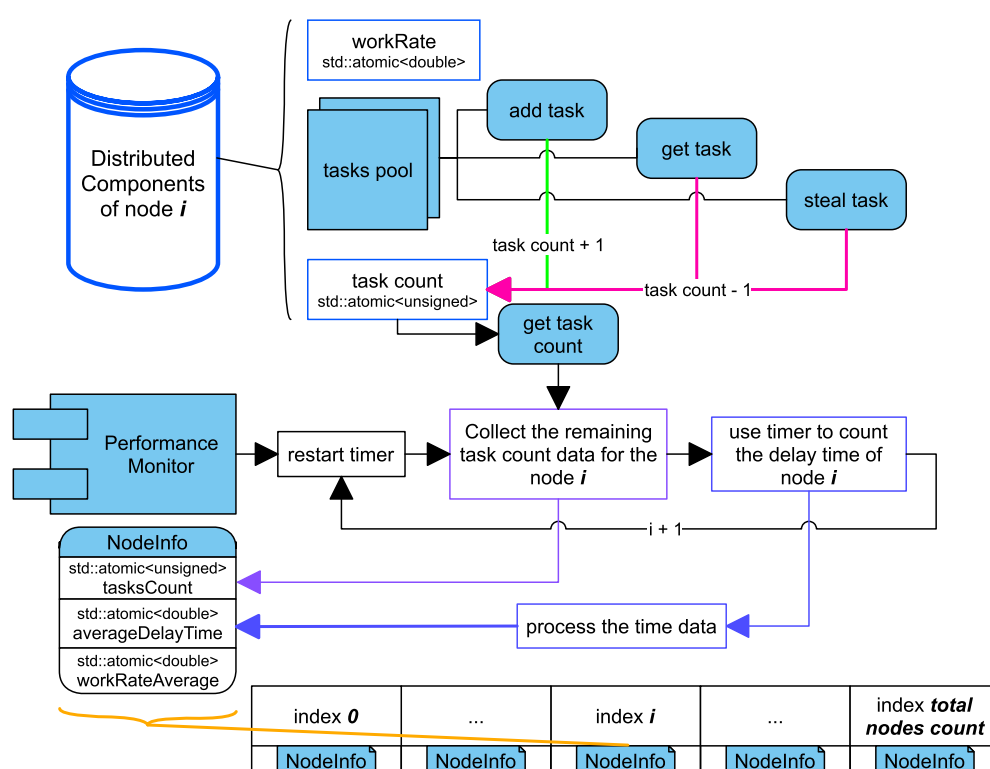 workRate
std::atomic<double>
add task
get task
Distributed
Components
of node i
tasks pool
steal task
task count + 1
task count
std::atomic<unsigned>
task count - 1
get task
count
Performance
Monitor
restart timer
Collect the remaining
task count data for the
node i
use timer to count
the delay time of
node i
i + 1
NodeInfo
std::atomic<unsigned>
tasksCount
std::atomic<double>
averageDelayTime
process the time data
std::atomic<double>
workRateAverage
index 0
...
index i
...
index total
nodes count
NodeInfo
NodeInfo
NodeInfo
NodeInfo
NodeInfo